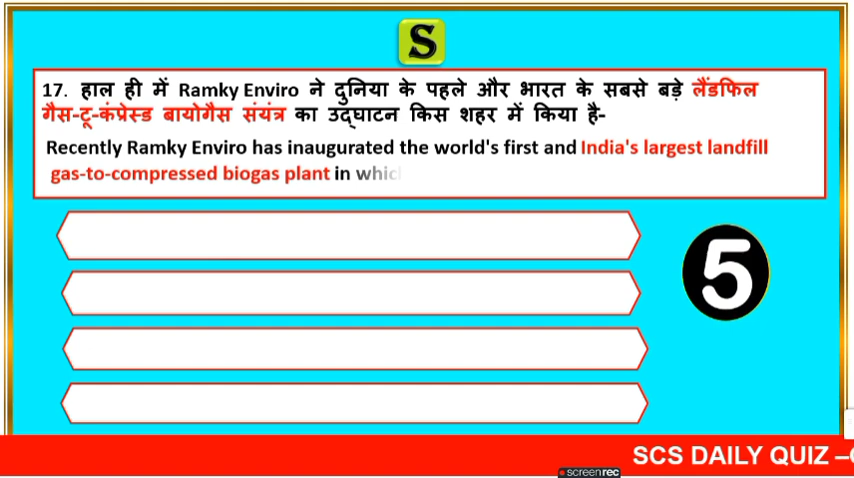 S
17. हाल ही में Ramky Enviro ने दुनिया के पहले और भारत के सबसे बड़े लैंडफिल
गैस-टू-कंप्रेस्ड बायोगैस संयंत्र का उद्घाटन किस शहर में किया है-
Recently Ramky Enviro has inaugurated the world's first and India's largest landfill
gas-to-compressed biogas plant in whic
5
SCS DAILY QUIZ –
screenrec